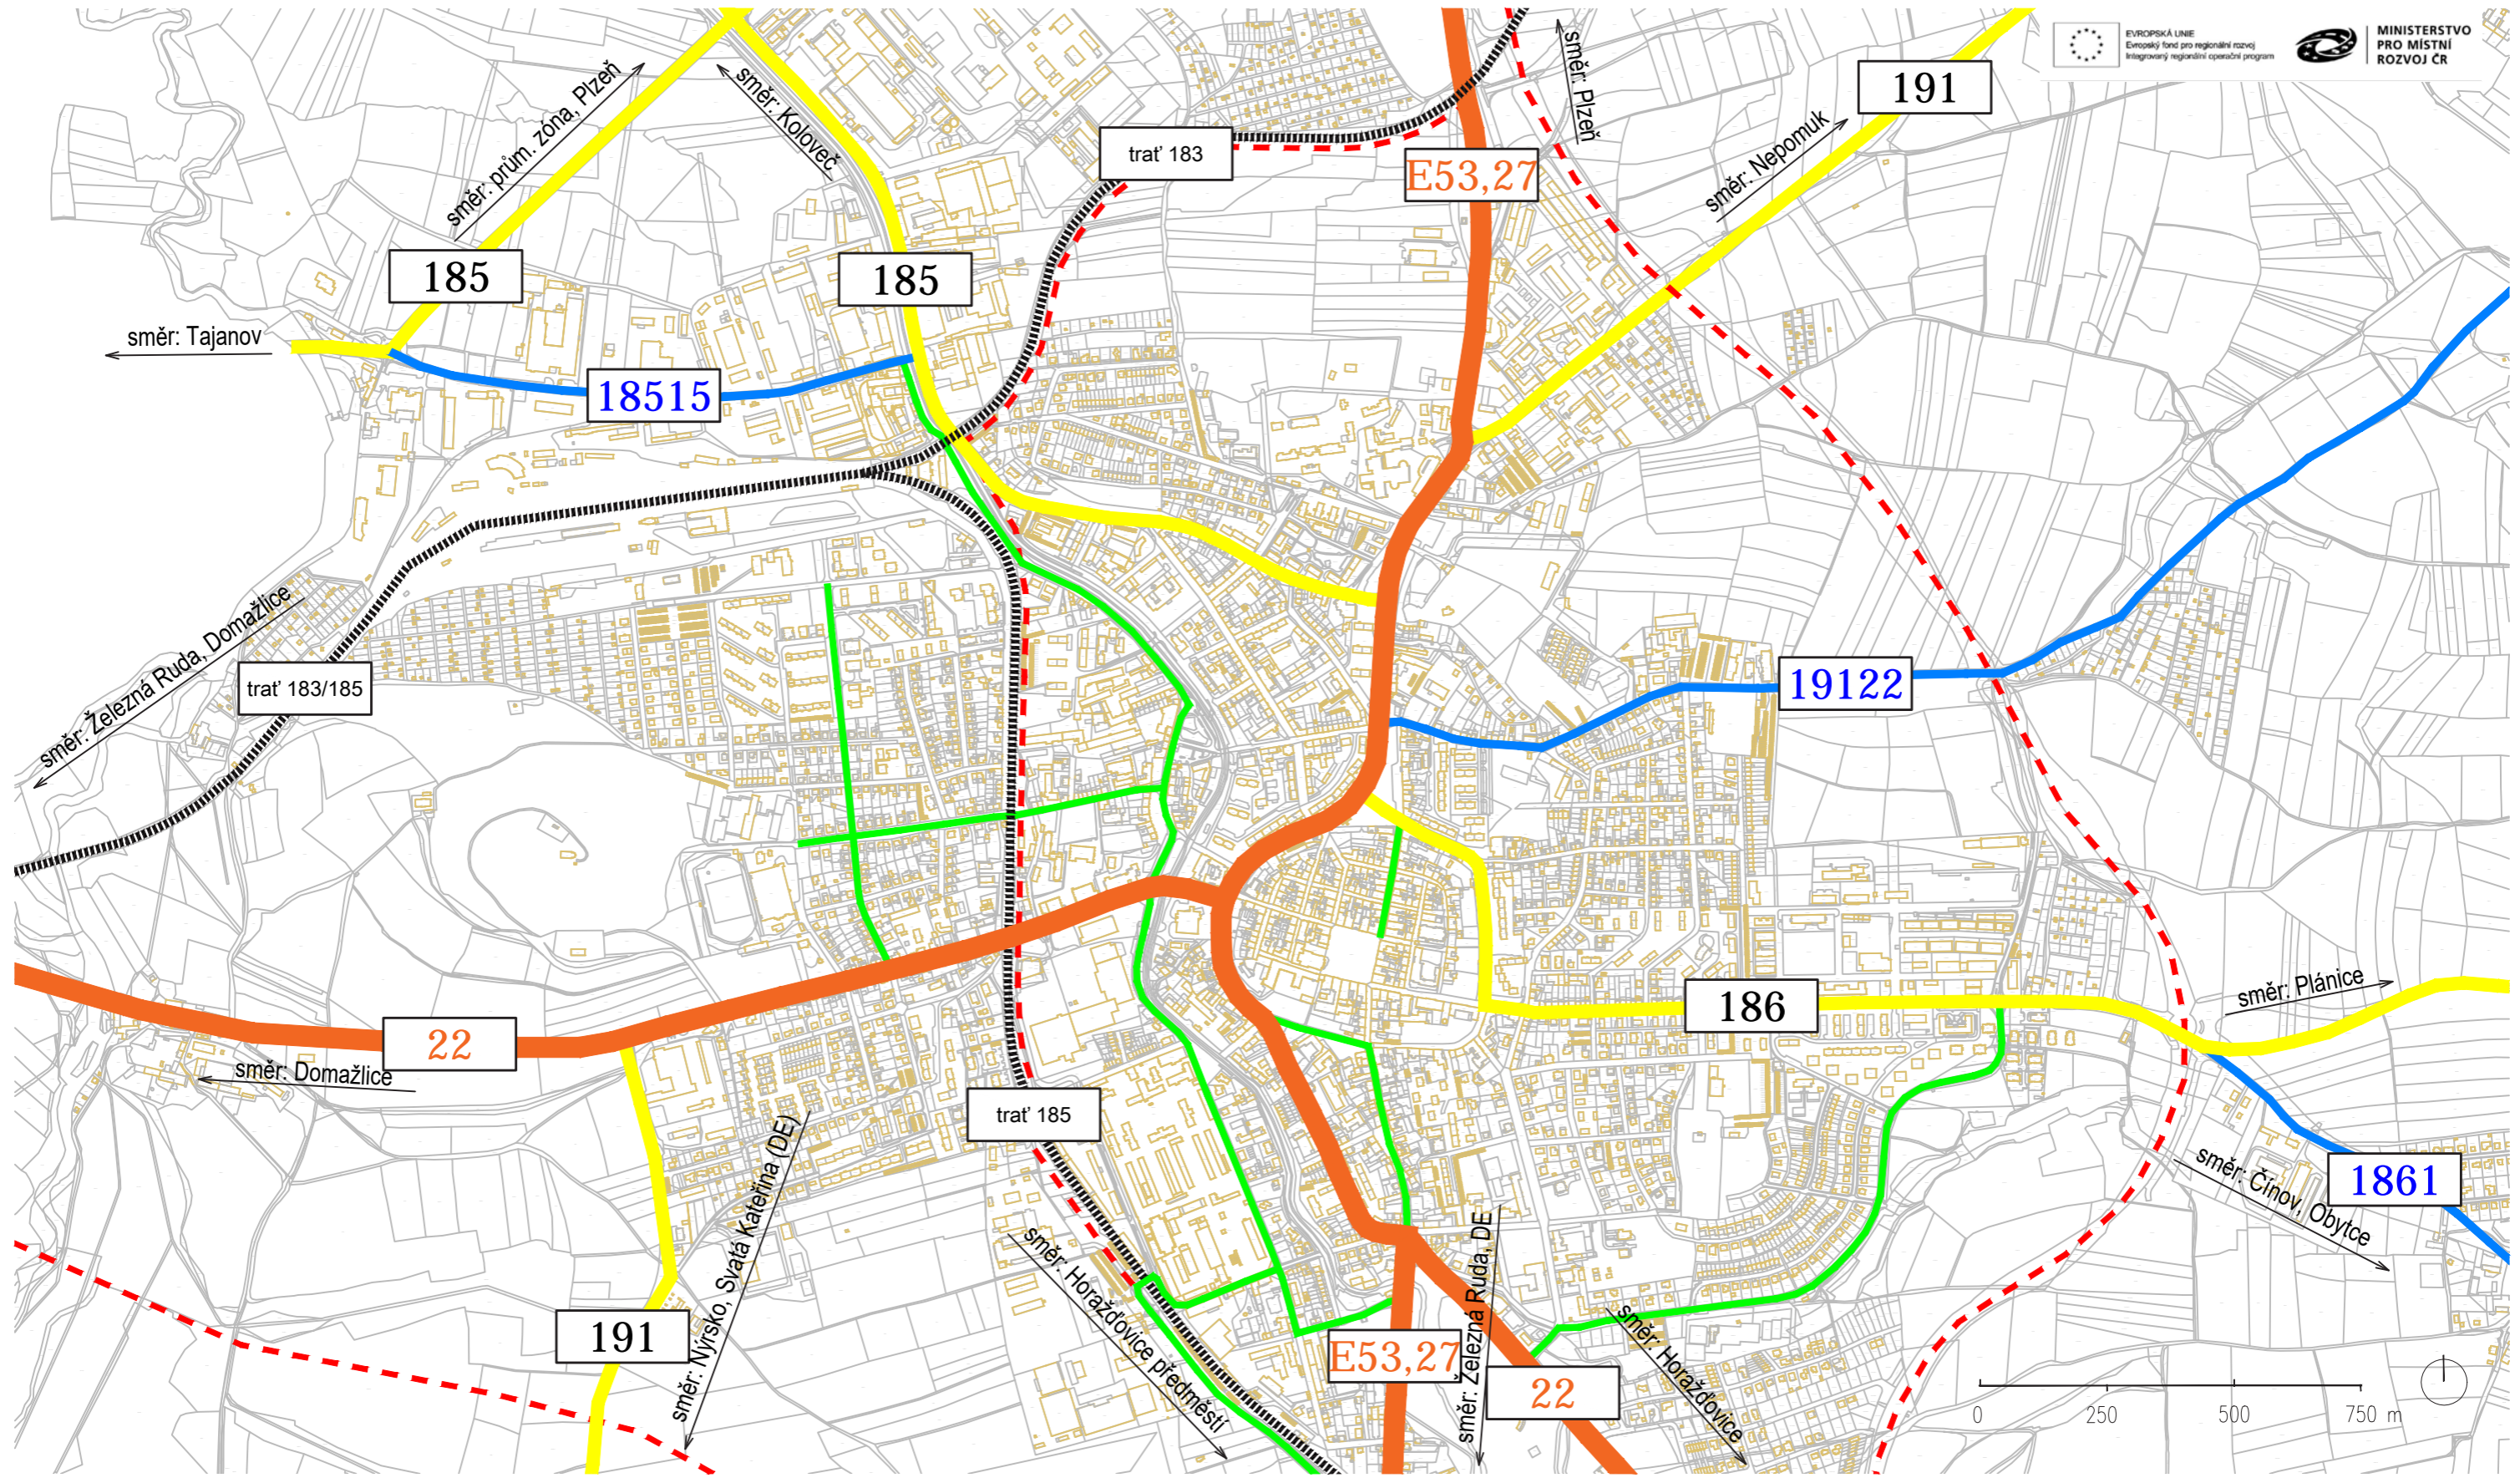 EVROPSKÁ UNIE
Evropský fond pro regionální rozvoj
Integrovaný regionální operační program
MINISTERSTVO
PRO MÍSTNÍ
ROZVOJ ČR
směr: prům. zóna, Plzeň
směr: Koloveč
trať 183
směr: Plzeň
E53,27
191
směr: Nepomuk
185
185
směr: Tajanov
18515
směr: Železná Ruda, Domažlice
trať 183/185
19122
22
směr: Domažlice
186
směr: Plánice
trať 185
směr: Čínov, Obytce
1861
směr: Nýrsko, Svatá Kateřina (DE)
191
směr: Horažďovice předměstí
E53,27
směr: Železná Ruda, DE
22
směr: Horažďovice
0
250
500
750 m